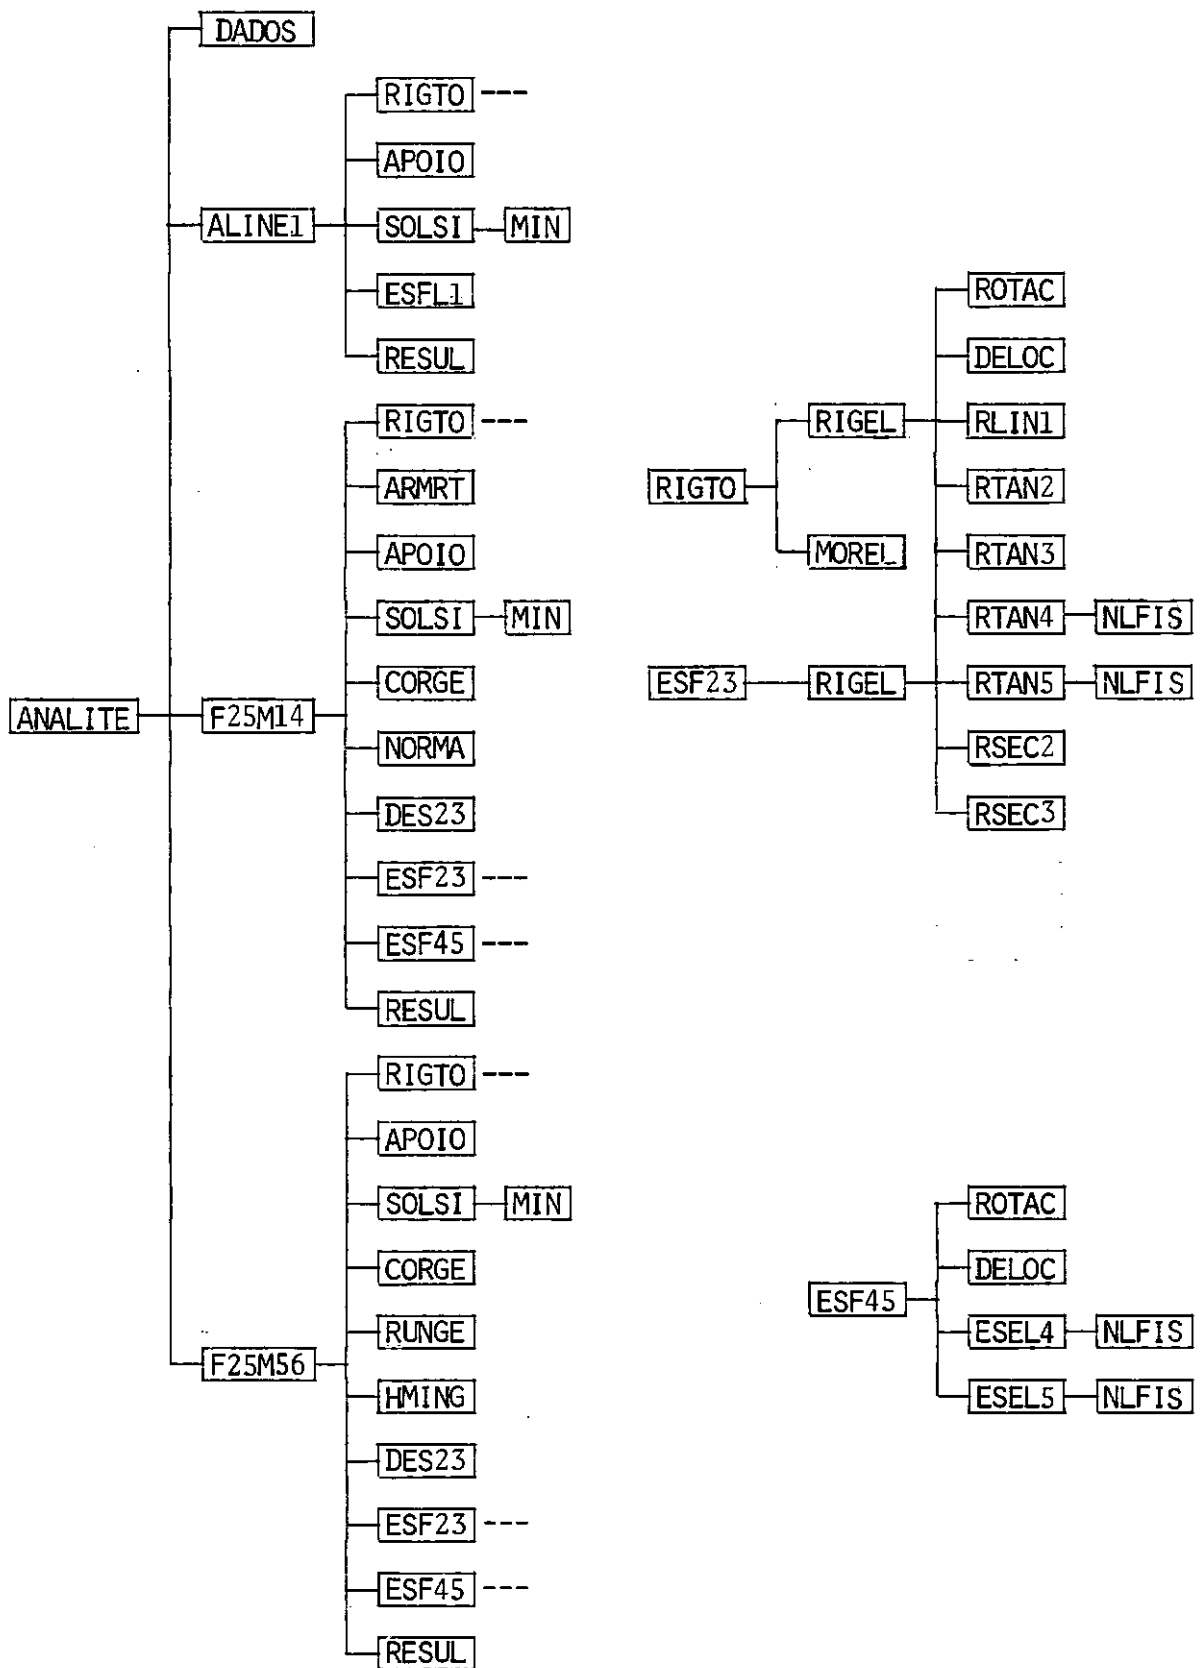 DADOS
RIGTO ---
APOIO
ALINE1 SOLSI MIN
ESFL1
RESUL
RIGTO ---
ARMRT
APOIO
SOLSI MIN
CORGE
ANALITE F25M14
NORMA
DES23
ESF23 ---
ESF45 ---
RESUL
RIGTO ---
APOIO
SOLSI MIN
CORGE
RUNGE
F25M56
HMING
DES23
ESF23 ---
ESF45 ---
RESUL
ROTAC
DELOC
RIGEL RLIN1
RIGTO RTAN2
MOREL RTAN3
RTAN4 NLFIS
ESF23 RIGEL RTAN5 NLFIS
RSEC2
RSEC3
ROTAC
DELOC
ESF45
ESEL4 NLFIS
ESEL5 NLFIS